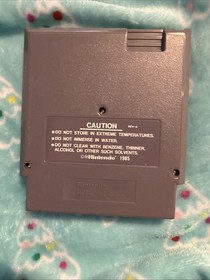 CAUTION
REV-A
●DO NOT STORE IN EXTREME TEMPERATURES.
●DO NOT IMMERSE IN WATER.
●DO NOT CLEAN WITH BENZENE, THINNER,
ALCOHOL OR OTHER SUCH SOLVENTS.
©®Nintendo 1985